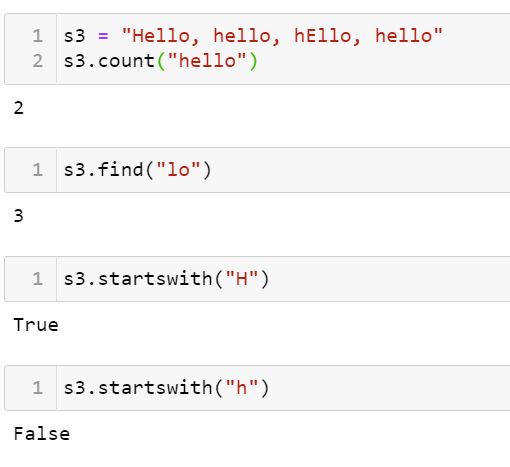 1 s3 = "Hello, hello, hEllo, hello"
2 s3.count("hello")
2
1 s3.find("lo")
3
1 s3.startswith("H")
True
1 s3.startswith("h")
False